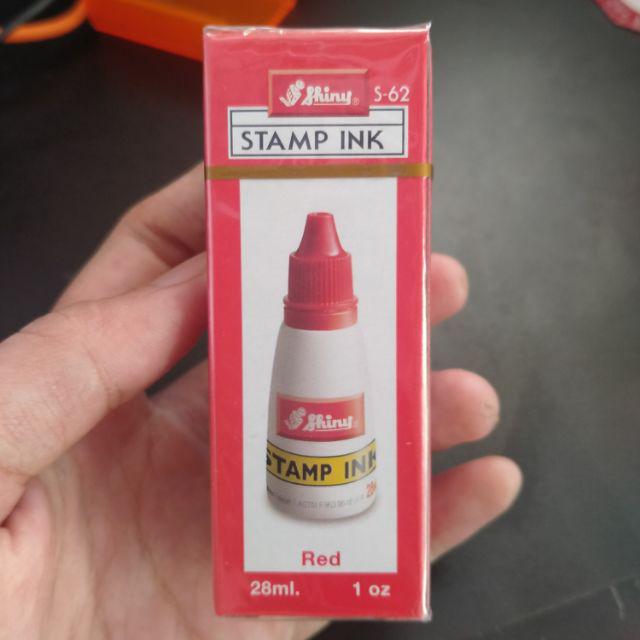 Shiny® S-62
STAMP INK
Shiny®
STAMP INK
Red
28ml. 1 oz